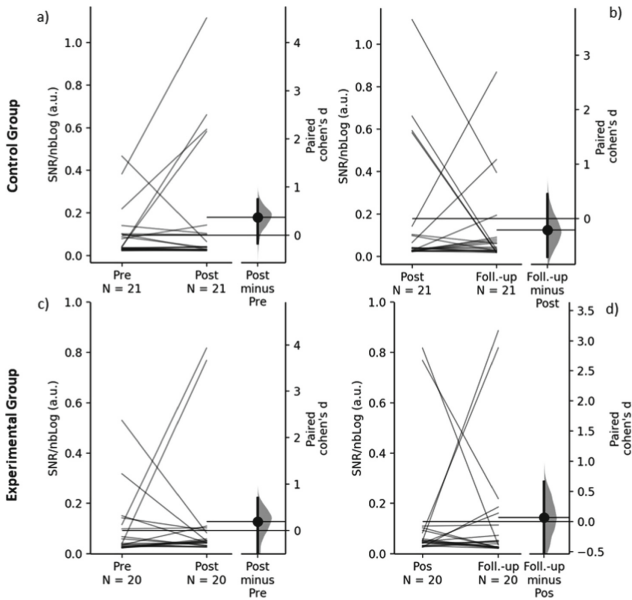 a)
Control Group
SNR/nbLog (a.u.)
1.0
0.8
0.6
0.4
0.2
0.0
Pre
N = 21
Post
N = 21
Post
minus
Pre
4
3
2
1
0
Paired
cohen's d
b)
SNR/nbLog (a.u.)
1.0
0.8
0.6
0.4
0.2
0.0
Post
N = 21
Foll.-up
N = 21
Foll.-up
minus
Post
3
2
1
0
Paired
cohen's d
c)
Experimental Group
SNR/nbLog (a.u.)
1.0
0.8
0.6
0.4
0.2
0.0
Pre
N = 20
Post
N = 20
Post
minus
Pre
4
3
2
1
0
Paired
cohen's d
d)
SNR/nbLog (a.u.)
1.0
0.8
0.6
0.4
0.2
0.0
Pos
N = 20
Foll.-up
N = 20
Foll.-up
minus
Pos
3.5
3.0
2.5
2.0
1.5
1.0
0.5
0.0
−0.5
Paired
cohen's d